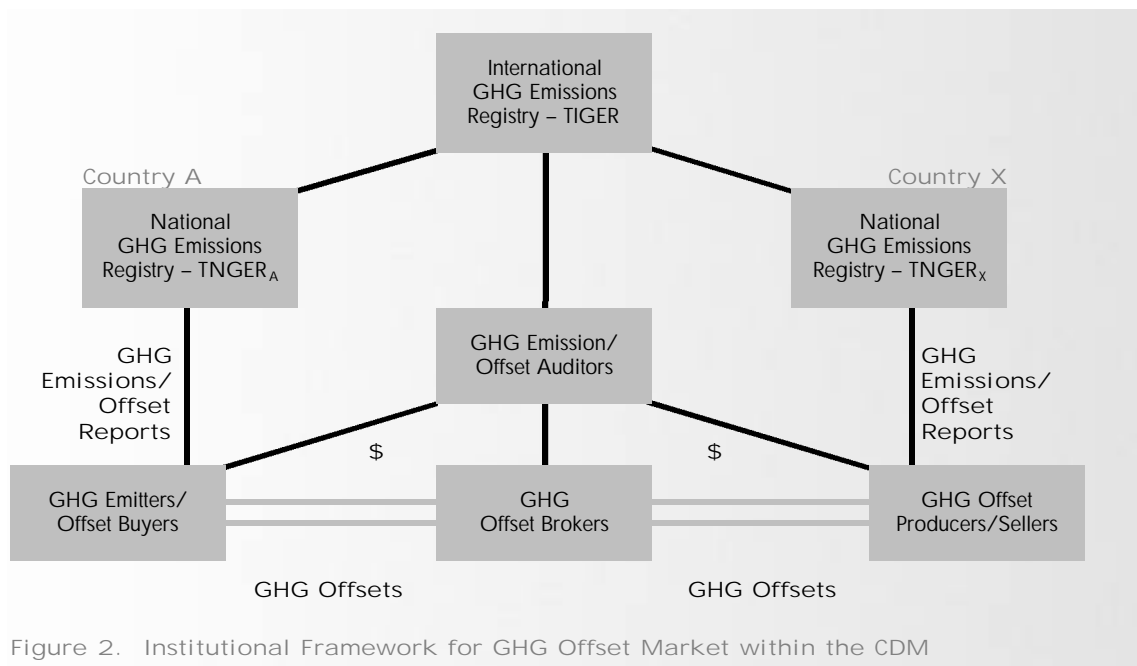 International
GHG Emissions
Registry – TIGER
Country A
National
GHG Emissions
Registry – TNGERA
Country X
National
GHG Emissions
Registry – TNGERX
GHG Emission/
Offset Auditors
GHG
Emissions/
Offset
Reports
GHG
Emissions/
Offset
Reports
$
$
GHG Emitters/
Offset Buyers
GHG
Offset Brokers
GHG Offset
Producers/Sellers
GHG Offsets
GHG Offsets
Figure 2. Institutional Framework for GHG Offset Market within the CDM